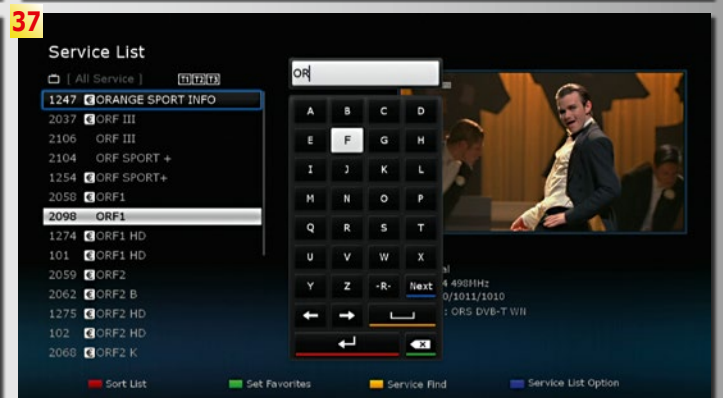 37
Service List
[ All Service ] T1 T2 T3
OR
1247 € ORANGE SPORT INFO
2037 € ORF III
2106 ORF III
2104 ORF SPORT +
1254 € ORF SPORT+
2058 € ORF1
2098 ORF1
1274 € ORF1 HD
101 € ORF1 HD
2059 € ORF2
2062 € ORF2 B
1275 € ORF2 HD
102 € ORF2 HD
2068 € ORF2 K
A B C D
E F G H
I J K L
M N O P
Q R S T
U V W X
Y Z -R- Next
al
4 498MHz
0/1011/1010
: ORS DVB-T WN
Sort List Set Favorites Service Find Service List Option